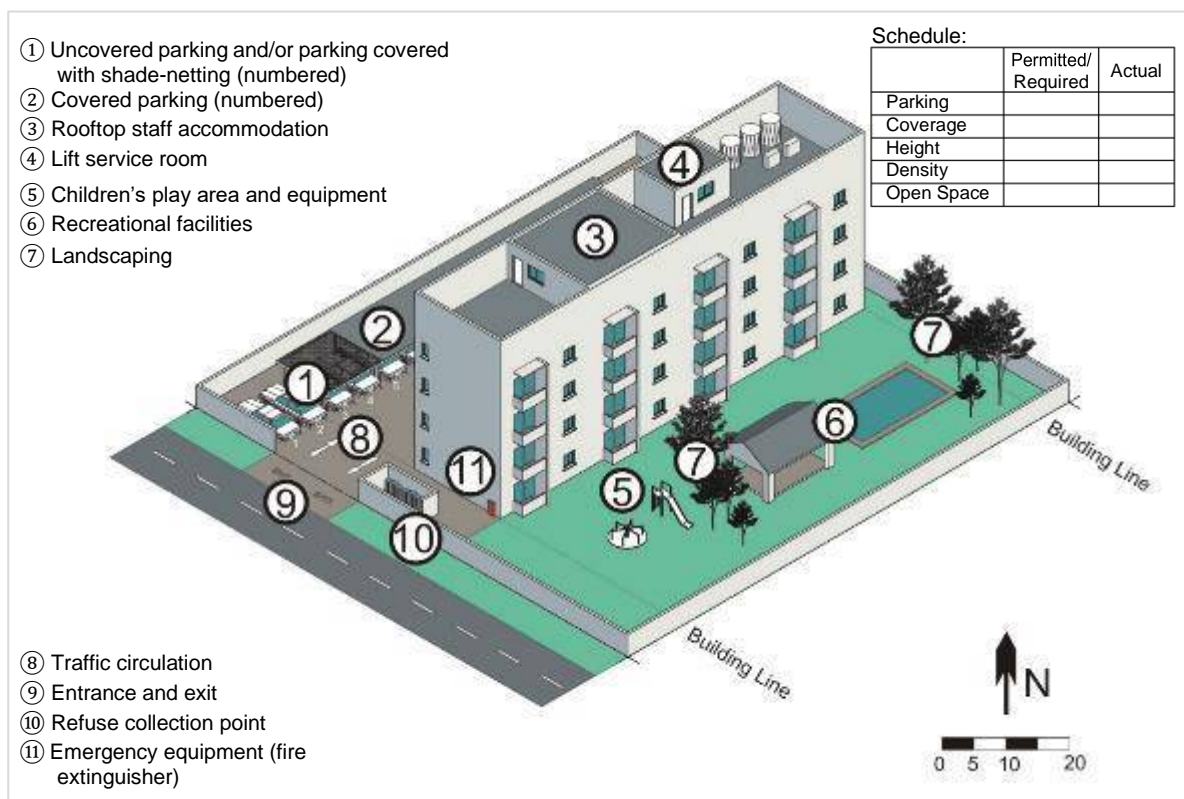 ① Uncovered parking and/or parking covered
with shade-netting (numbered)
② Covered parking (numbered)
③ Rooftop staff accommodation
④ Lift service room
⑤ Children's play area and equipment
⑥ Recreational facilities
⑦ Landscaping
Schedule:
Permitted/
Required
Actual
Parking
Coverage
Height
Density
Open Space
4
3
2
1
8
9
10
11
5
7
6
7
Building Line
Building Line
⑧ Traffic circulation
⑨ Entrance and exit
⑩ Refuse collection point
⑪ Emergency equipment (fire
extinguisher)
N
0 5 10 20